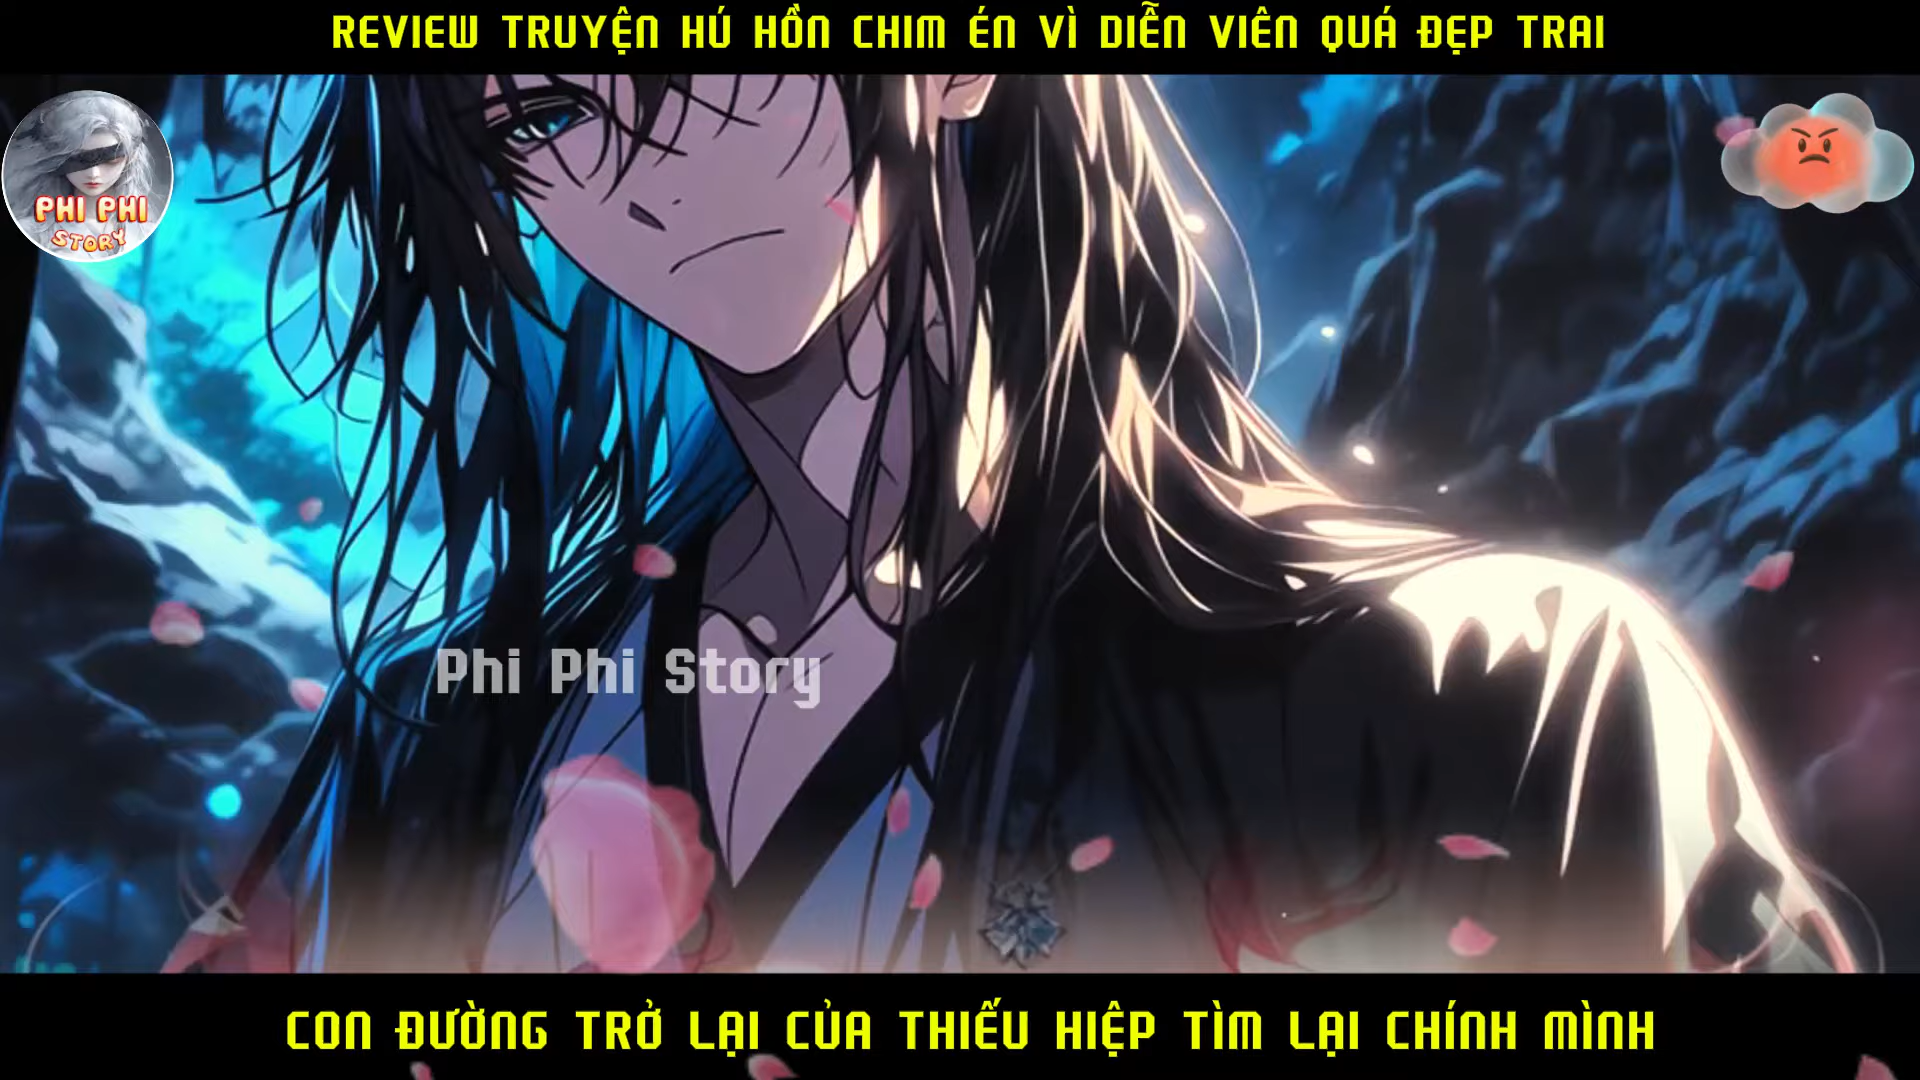 REVIEW TRUYỆN HÚ HỒN CHIM ÉN VÌ DIỄN VIÊN QUÁ ĐẸP TRAI
PHI PHI
STORY
Phi Phi Story
CON ĐƯỜNG TRỞ LẠI CỦA THIẾU HIỆP TÌM LẠI CHÍNH MÌNH